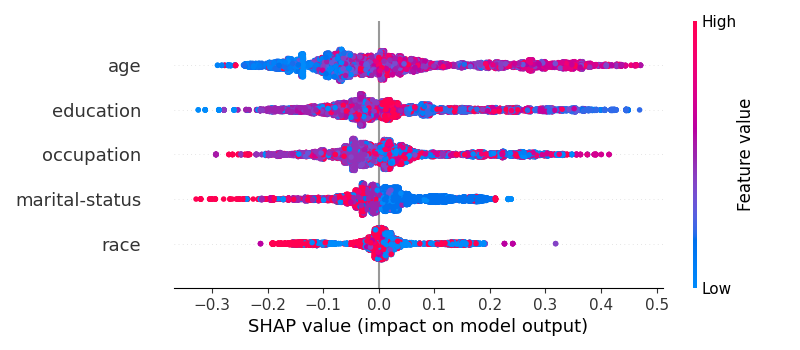 High
age
education
occupation
marital-status
race
Feature value
Low
−0.3 −0.2 −0.1 0.0 0.1 0.2 0.3 0.4 0.5
SHAP value (impact on model output)